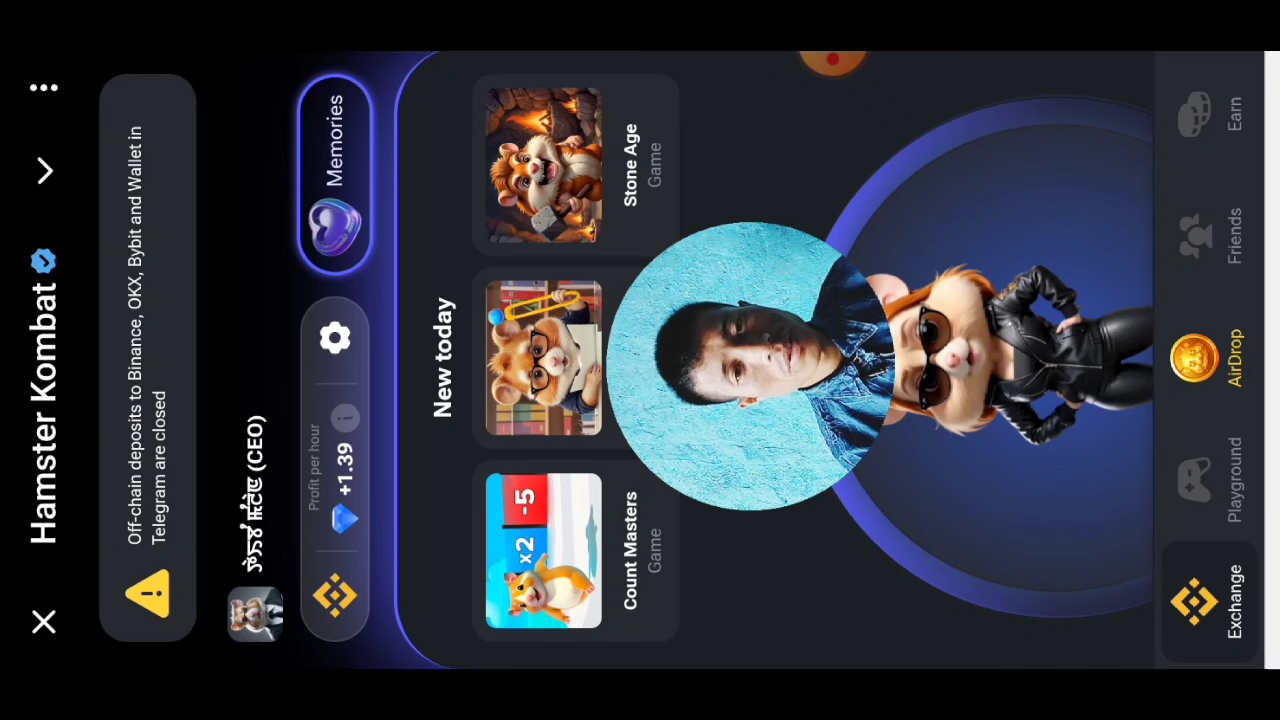 Hamster Kombat
Off-chain deposits to Binance, OKX, Bybit and Wallet in
Telegram are closed
(CEO)
Profit per hour
+1.39
Memories
New today
x2
-5
Count Masters
Game
Stone Age
Game
Exchange
Playground
AirDrop
Friends
Earn